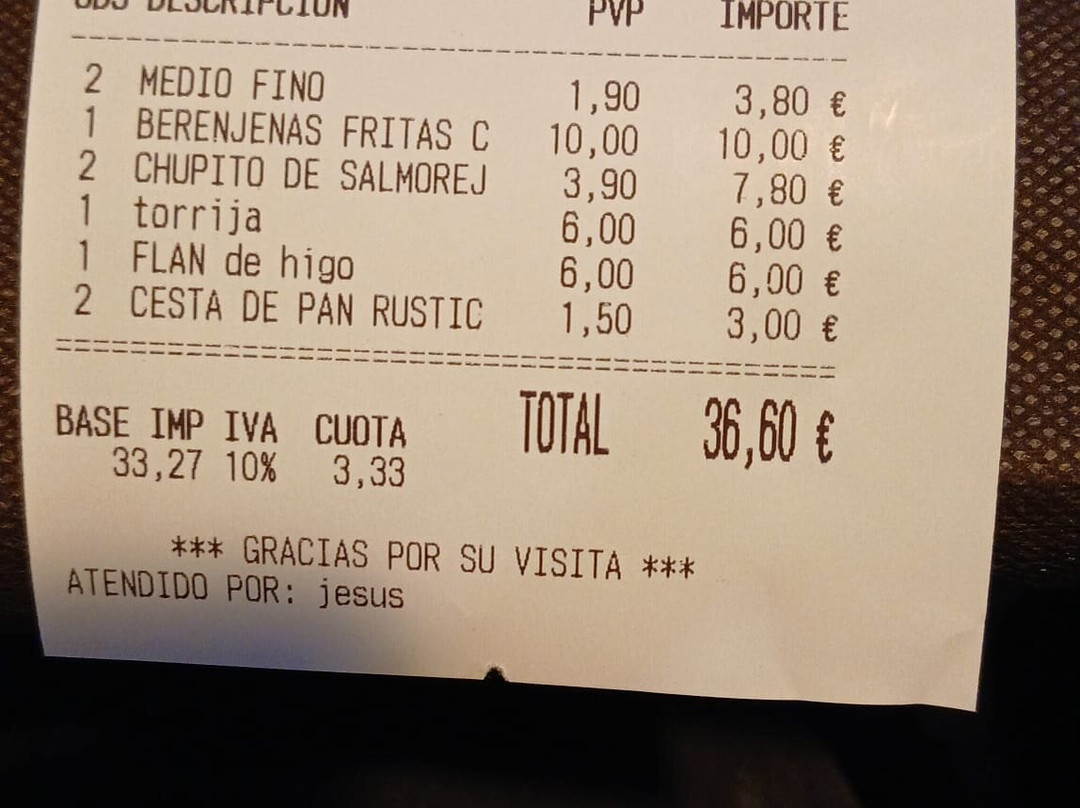 UDS DESCRIPCION PVP IMPORTE
2 MEDIO FINO 1,90 3,80 €
1 BERENJENAS FRITAS C 10,00 10,00 €
2 CHUPITO DE SALMOREJ 3,90 7,80 €
1 torrija 6,00 6,00 €
1 FLAN de higo 6,00 6,00 €
2 CESTA DE PAN RUSTIC 1,50 3,00 €
BASE IMP IVA CUOTA TOTAL 36,60 €
33,27 10% 3,33
*** GRACIAS POR SU VISITA ***
ATENDIDO POR: jesus